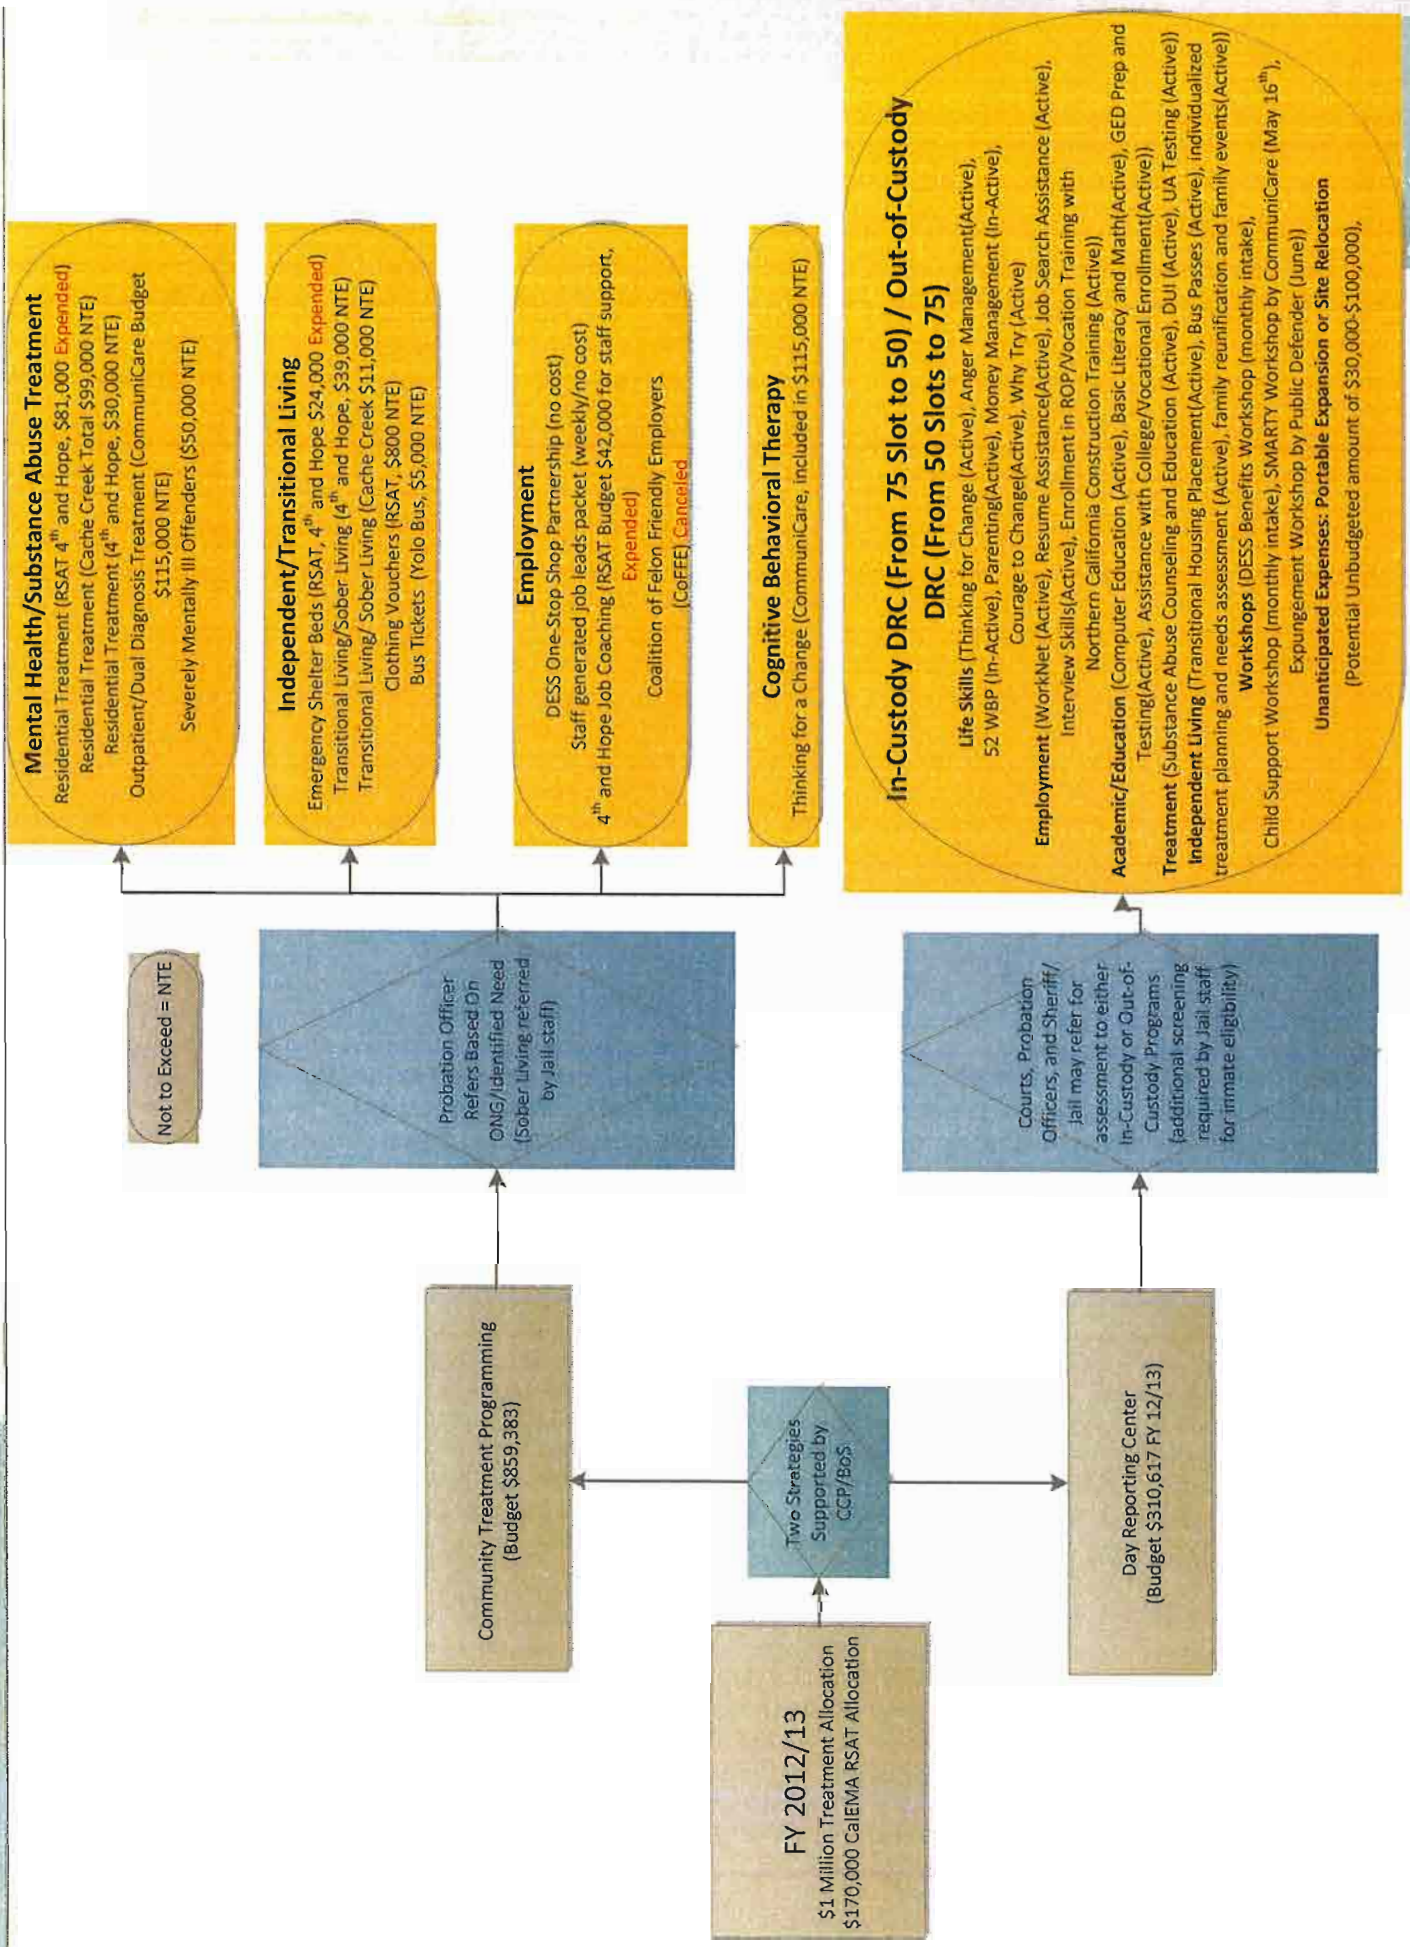 FY 2012/13
$1 Million Treatment Allocation
$170,000 CalEMA RSAT Allocation
Two Strategies
Supported by
CCP/BoS
Community Treatment Programming
(Budget $859,383)
Day Reporting Center
(Budget $310,617 FY 12/13)
Not to Exceed = NTE
Probation Officer
Refers Based On
ONG/Identified Need
(Sober Living referred
by Jail staff)
Courts, Probation
Officers, and Sheriff/
Jail may refer for
assessment to either
In-Custody or Out-of-
Custody Programs
(additional screening
required by Jail staff
for inmate eligibility)
Mental Health/Substance Abuse Treatment
Residential Treatment (RSAT 4th and Hope, $81,000 Expended)
Residential Treatment (Cache Creek Total $99,000 NTE)
Residential Treatment (4th and Hope, $30,000 NTE)
Outpatient/Dual Diagnosis Treatment (CommuniCare Budget
$115,000 NTE)
Severely Mentally Ill Offenders ($50,000 NTE)
Independent/Transitional Living
Emergency Shelter Beds (RSAT, 4th and Hope $24,000 Expended)
Transitional Living/Sober Living (4th and Hope, $39,000 NTE)
Transitional Living/ Sober Living (Cache Creek $11,000 NTE)
Clothing Vouchers (RSAT, $800 NTE)
Bus Tickets (Yolo Bus, $5,000 NTE)
Employment
DESS One-Stop Shop Partnership (no cost)
Staff generated job leads packet (weekly/no cost)
4th and Hope Job Coaching (RSAT Budget $42,000 for staff support,
Expended)
Coalition of Felon Friendly Employers
(CoFFE) Canceled
Cognitive Behavioral Therapy
Thinking for a Change (CommuniCare, included in $115,000 NTE)
In-Custody DRC (From 75 Slot to 50) / Out-of-Custody
DRC (From 50 Slots to 75)
Life Skills (Thinking for Change (Active), Anger Management(Active),
52 WBP (In-Active), Parenting(Active), Money Management (In-Active),
Courage to Change(Active), Why Try (Active)
Employment (WorkNet (Active), Resume Assistance(Active), Job Search Assistance (Active),
Interview Skills(Active), Enrollment in ROP/Vocation Training with
Northern California Construction Training (Active))
Academic/Education (Computer Education (Active), Basic Literacy and Math(Active), GED Prep and
Testing(Active), Assistance with College/Vocational Enrollment(Active))
Treatment (Substance Abuse Counseling and Education (Active), DUI (Active), UA Testing (Active))
Independent Living (Transitional Housing Placement(Active), Bus Passes (Active), individualized
treatment planning and needs assessment (Active), family reunification and family events(Active))
Workshops (DESS Benefits Workshop (monthly intake),
Child Support Workshop (monthly intake), SMARTY Workshop by CommuniCare (May 16th),
Expungement Workshop by Public Defender (June))
Unanticipated Expenses: Portable Expansion or Site Relocation
(Potential Unbudgeted amount of $30,000-$100,000),